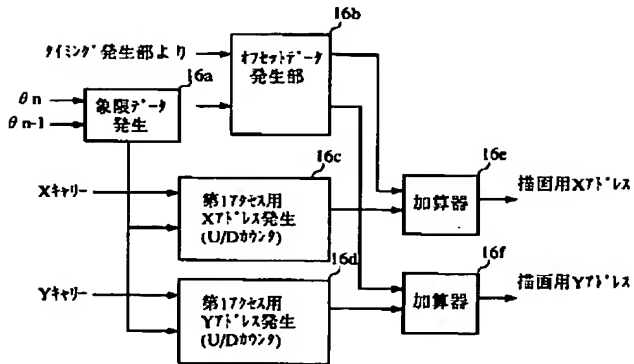 16b
タイミング発生部より
オフセットデータ
発生部
16a
θn
θn-1
象限データ
発生
16c
Xキャリー
第1アクセス用
Xアドレス発生
(U/Dカウンタ)
16e
加算器
描画用Xアドレス
16d
Yキャリー
第1アクセス用
Yアドレス発生
(U/Dカウンタ)
16f
加算器
描画用Yアドレス